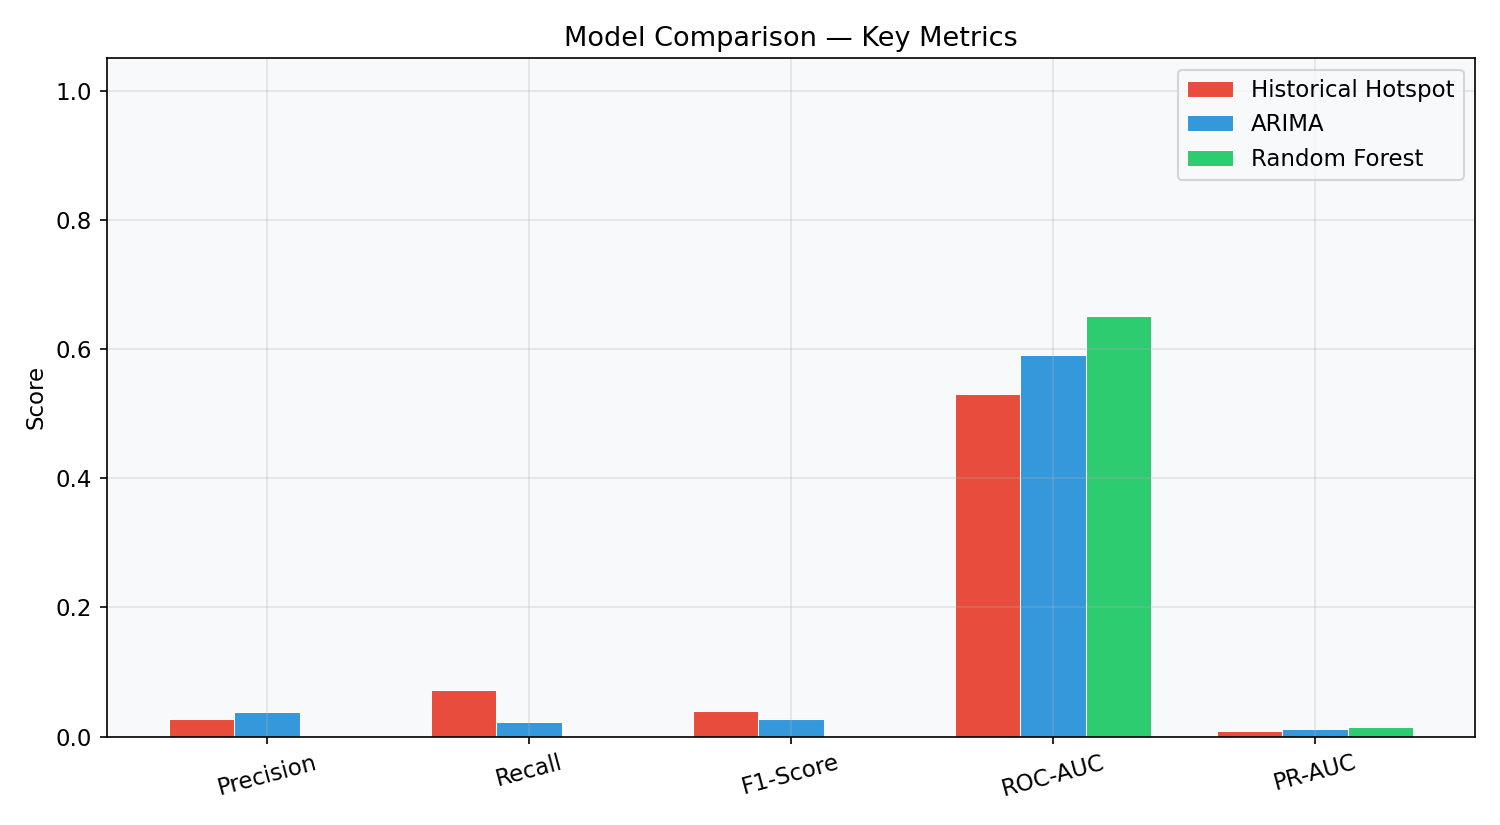 Model Comparison — Key Metrics
Historical Hotspot
ARIMA
Random Forest
Score
1.0
0.8
0.6
0.4
0.2
0.0
Precision
Recall
F1-Score
ROC-AUC
PR-AUC